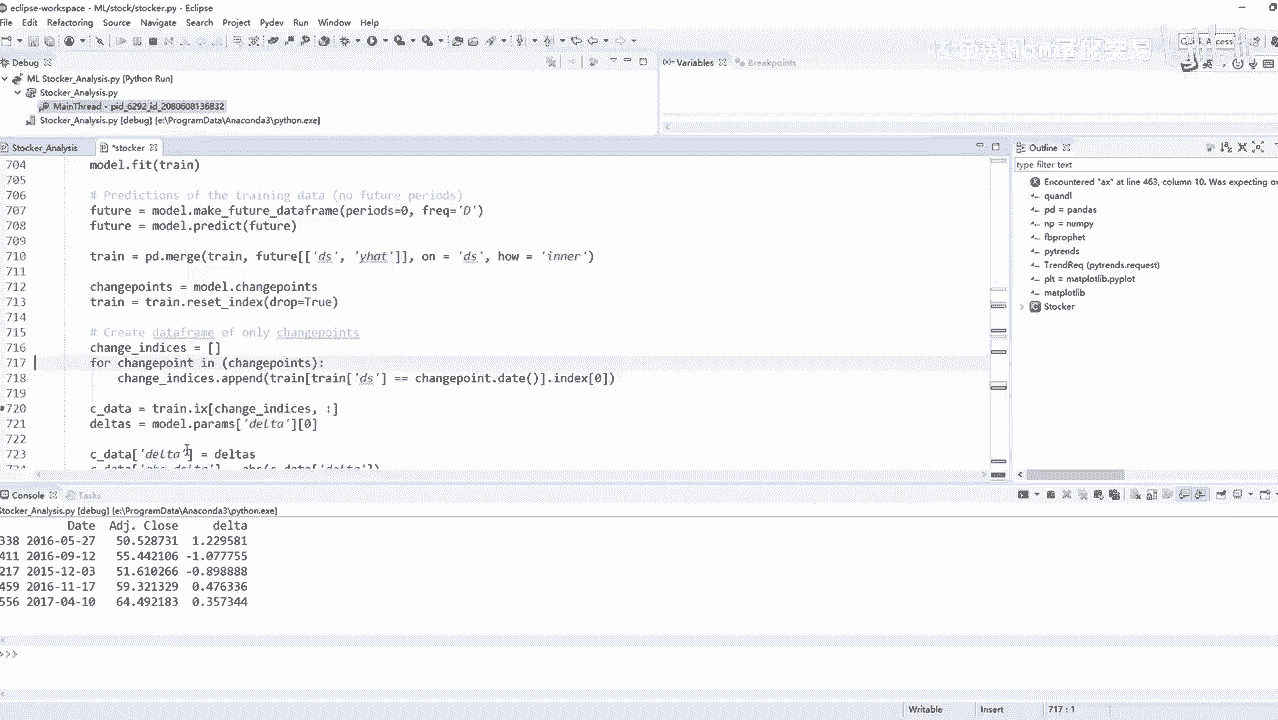 eclipse-workspace - ML/stock/stocker.py - Eclipse
File Edit Refactoring Source Navigate Search Project Pydev Run Window Help
Debug
Variables Breakpoints
ML Stocker_Analysis.py [Python Run]
Stocker_Analysis.py
MainThread - pid_6292_id_2080608136832
Stocker_Analysis.py [debug] [e:\ProgramData\Anaconda3\python.exe]
Stocker_Analysis *stocker
704 model.fit(train)
705
706 # Predictions of the training data (no future periods)
707 future = model.make_future_dataframe(periods=0, freq='D')
708 future = model.predict(future)
709
710 train = pd.merge(train, future[['ds', 'yhat']], on = 'ds', how = 'inner')
711
712 changepoints = model.changepoints
713 train = train.reset_index(drop=True)
714
715 # Create dataframe of only changepoints
716 change_indices = []
717 for changepoint in (changepoints):
718 change_indices.append(train[train['ds'] == changepoint.date()].index[0])
719
720 c_data = train.ix[change_indices, :]
721 deltas = model.params['delta'][0]
722
723 c_data['delta'] = deltas
Outline
type filter text
Encountered "ax" at line 463, column 10. Was expecting on
quandl
pd = pandas
np = numpy
fbprophet
pytrends
TrendReq (pytrends.request)
plt = matplotlib.pyplot
matplotlib
Stocker
Console Tasks
Stocker_Analysis.py [debug] [e:\ProgramData\Anaconda3\python.exe]
Date Adj. Close delta
338 2016-05-27 50.528731 1.229581
411 2016-09-12 55.442106 -1.077755
217 2015-12-03 51.610266 -0.898888
459 2016-11-17 59.321329 0.476336
556 2017-04-10 64.492183 0.357344
>>>
Writable Insert 717 : 1